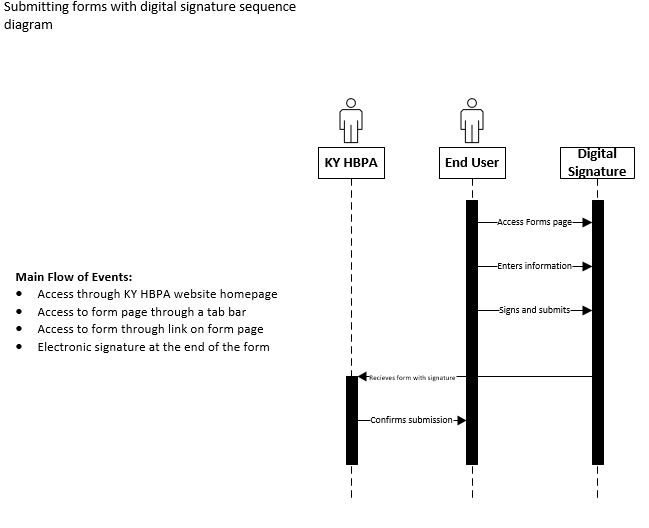 Submitting forms with digital signature sequence
diagram
KY HBPA
End User
Digital
Signature
Access Forms page
Enters information
Main Flow of Events:
• Access through KY HBPA website homepage
• Access to form page through a tab bar
• Access to form through link on form page
• Electronic signature at the end of the form
Signs and submits
Recieves form with signature
Confirms submission